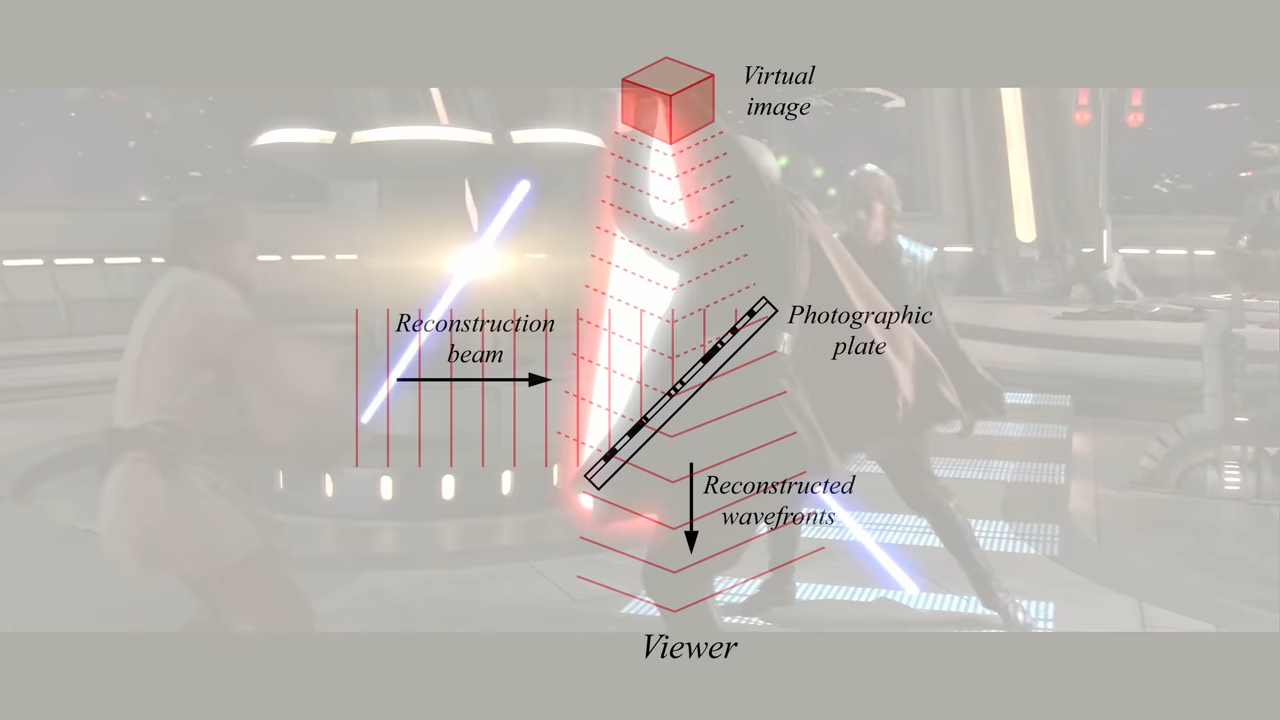 Virtual
image
Reconstruction
beam
Photographic
plate
Reconstructed
wavefronts
Viewer